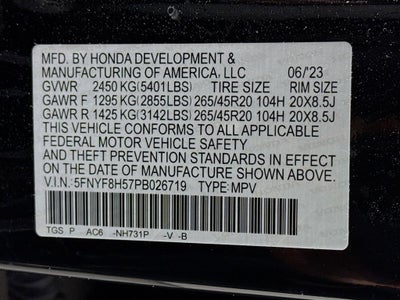 MFD. BY HONDA DEVELOPMENT &
MANUFACTURING OF AMERICA, LLC 06/'23
GVWR 2450 KG(5401LBS) TIRE SIZE RIM SIZE
GAWR F 1295 KG(2855LBS) 265/45R20 104H 20X8.5J
GAWR R 1425 KG(3142LBS) 265/45R20 104H 20X8.5J
THIS VEHICLE CONFORMS TO ALL APPLICABLE
FEDERAL MOTOR VEHICLE SAFETY
AND THEFT PREVENTION STANDARDS IN EFFECT
ON THE DATE OF MANUFACTURE SHOWN ABOVE.
V.I.N. 5FNYF8H57PB026719 TYPE: MPV
TGS P AC6 -NH731P -V -B